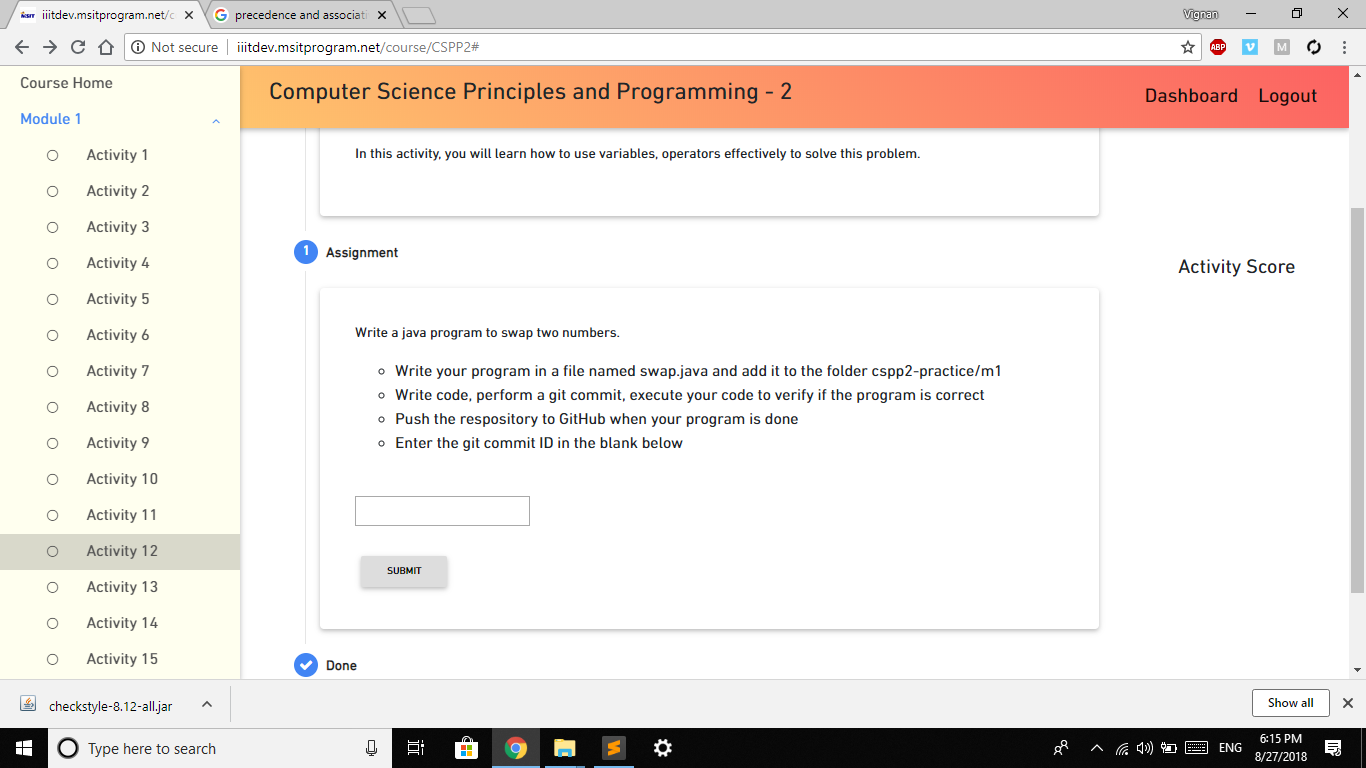 iiitdev.msitprogram.net/c
precedence and associati
Vignan
Not secure
iiitdev.msitprogram.net/course/CSPP2#
ABP
M
Course Home
Computer Science Principles and Programming - 2
Dashboard
Logout
Module 1
Activity 1
Activity 2
Activity 3
Activity 4
Activity 5
Activity 6
Activity 7
Activity 8
Activity 9
Activity 10
Activity 11
Activity 12
Activity 13
Activity 14
Activity 15
In this activity, you will learn how to use variables, operators effectively to solve this problem.
1 Assignment
Activity Score
Write a java program to swap two numbers.
Write your program in a file named swap.java and add it to the folder cspp2-practice/m1
Write code, perform a git commit, execute your code to verify if the program is correct
Push the respository to GitHub when your program is done
Enter the git commit ID in the blank below
SUBMIT
Done
checkstyle-8.12-all.jar
Show all
Type here to search
ENG
6:15 PM
8/27/2018